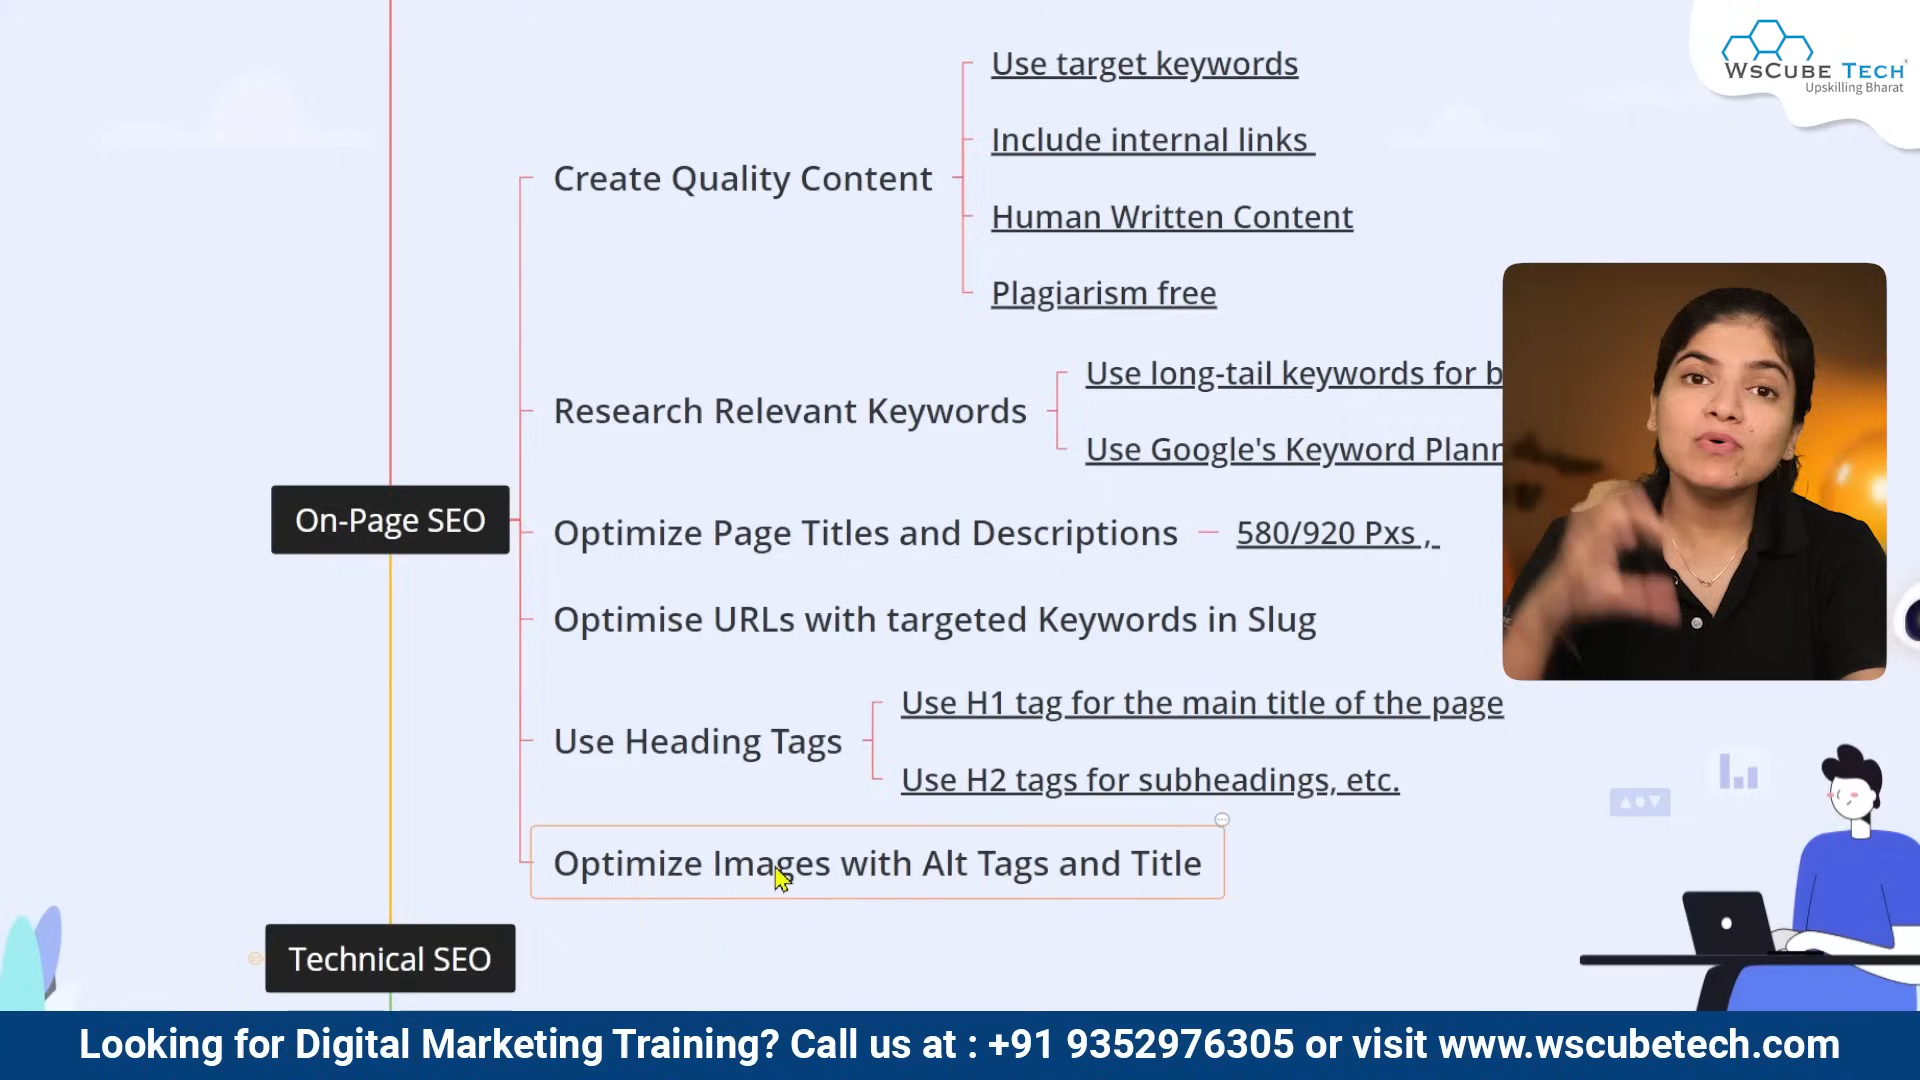 WsCube Tech
Upskilling Bharat
Use target keywords
Include internal links
Create Quality Content
Human Written Content
Plagiarism free
Use long-tail keywords for
Research Relevant Keywords
Use Google's Keyword
On-Page SEO
Optimize Page Titles and Descriptions
580/920 Pxs ,
Optimise URLs with targeted Keywords in Slug
Use H1 tag for the main title of the page
Use Heading Tags
Use H2 tags for subheadings, etc.
Optimize Images with Alt Tags and Title
Technical SEO
Looking for Digital Marketing Training? Call us at : +91 9352976305 or visit www.wscubetech.com